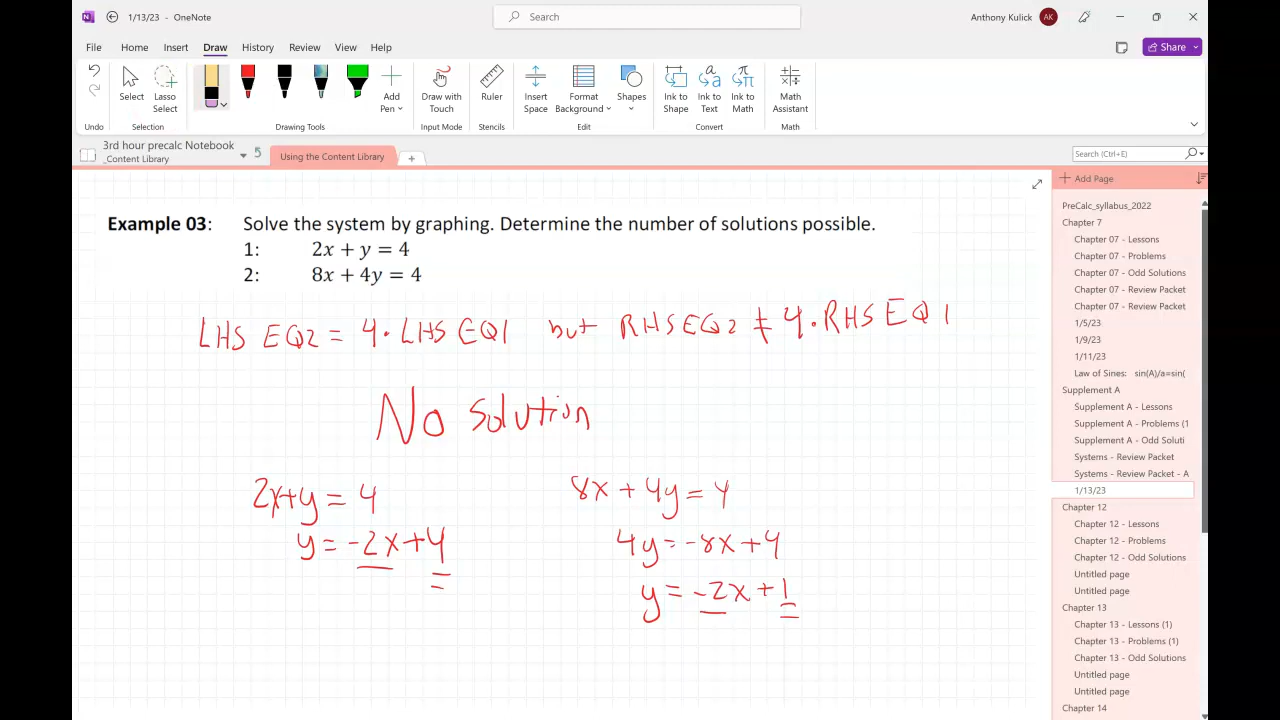 1/13/23 - OneNote
Search
Anthony Kulick
AK
File Home Insert Draw History Review View Help
Share
Undo
Select
Lasso Select
Add Pen
Draw with Touch
Ruler
Insert Space
Format Background
Shapes
Ink to Shape
Ink to Text
Ink to Math
Math Assistant
Undo Selection Drawing Tools Input Mode Stencils Edit Convert Math
3rd hour precalc Notebook
_Content Library
Using the Content Library
Search (Ctrl+E)
Example 03: Solve the system by graphing. Determine the number of solutions possible.
1: 2x + y = 4
2: 8x + 4y = 4
LHS EQ2 = 4 · LHS EQ1 but RHS EQ2 ≠ 4 · RHS EQ1
No solution
2x+y = 4
y = -2x+4
8x + 4y = 4
4y = -8x + 4
y = -2x + 1
Add Page
PreCalc_syllabus_2022
Chapter 7
Chapter 07 - Lessons
Chapter 07 - Problems
Chapter 07 - Odd Solutions
Chapter 07 - Review Packet
Chapter 07 - Review Packet
1/5/23
1/9/23
1/11/23
Law of Sines: sin(A)/a=sin(
Supplement A
Supplement A - Lessons
Supplement A - Problems (1
Supplement A - Odd Soluti
Systems - Review Packet
Systems - Review Packet - A
1/13/23
Chapter 12
Chapter 12 - Lessons
Chapter 12 - Problems
Chapter 12 - Odd Solutions
Untitled page
Untitled page
Chapter 13
Chapter 13 - Lessons (1)
Chapter 13 - Problems (1)
Chapter 13 - Odd Solutions
Untitled page
Untitled page
Chapter 14